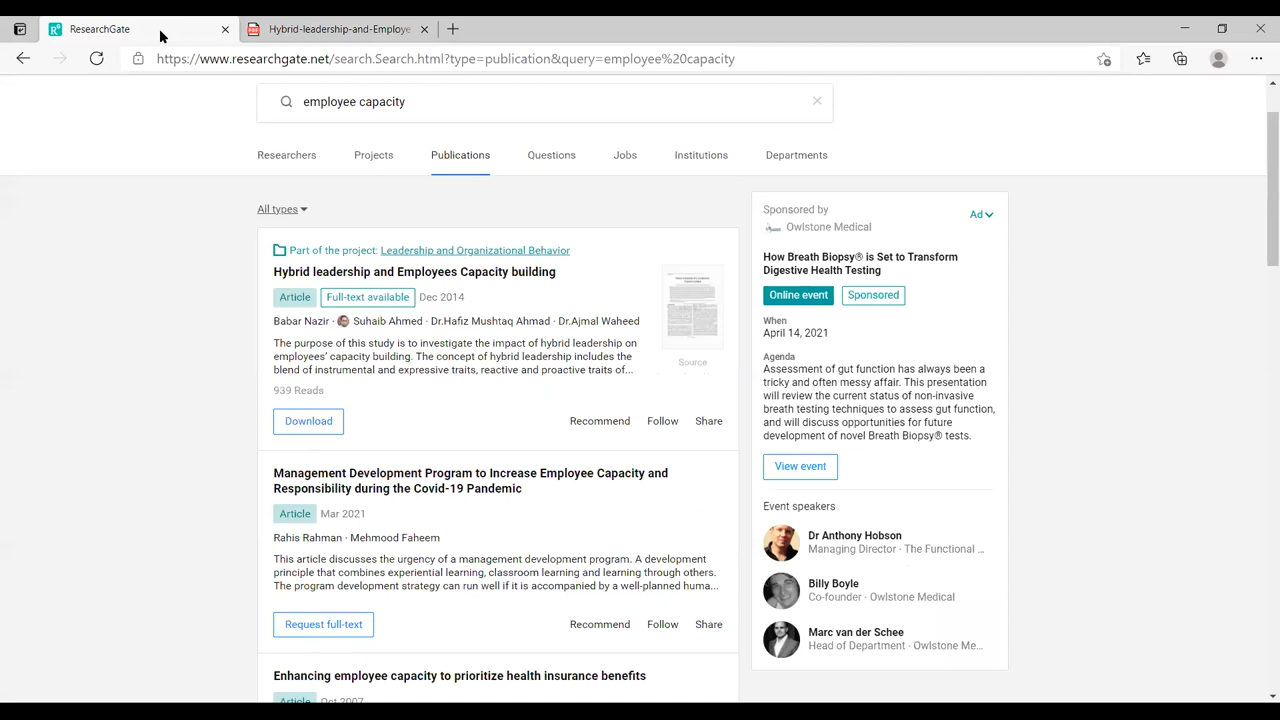 ResearchGate
Hybrid-leadership-and-Employe
https://www.researchgate.net/search.Search.html?type=publication&query=employee%20capacity
employee capacity
Researchers Projects Publications Questions Jobs Institutions Departments
All types
Part of the project: Leadership and Organizational Behavior
Hybrid leadership and Employees Capacity building
Article Full-text available Dec 2014
Babar Nazir · Suhaib Ahmed · Dr.Hafiz Mushtaq Ahmad · Dr.Ajmal Waheed
The purpose of this study is to investigate the impact of hybrid leadership on
employees’ capacity building. The concept of hybrid leadership includes the
blend of instrumental and expressive traits, reactive and proactive traits of...
Source
939 Reads
Download Recommend Follow Share
Management Development Program to Increase Employee Capacity and
Responsibility during the Covid-19 Pandemic
Article Mar 2021
Rahis Rahman · Mehmood Faheem
This article discusses the urgency of a management development program. A development
principle that combines experiential learning, classroom learning and learning through others.
The program development strategy can run well if it is accompanied by a well-planned huma...
Request full-text Recommend Follow Share
Enhancing employee capacity to prioritize health insurance benefits
Article Oct 2007
Sponsored by
Owlstone Medical
Ad
How Breath Biopsy® is Set to Transform
Digestive Health Testing
Online event Sponsored
When
April 14, 2021
Agenda
Assessment of gut function has always been a
tricky and often messy affair. This presentation
will review the current status of non-invasive
breath testing techniques to assess gut function,
and will discuss opportunities for future
development of novel Breath Biopsy® tests.
View event
Event speakers
Dr Anthony Hobson
Managing Director · The Functional ...
Billy Boyle
Co-founder · Owlstone Medical
Marc van der Schee
Head of Department · Owlstone Me...